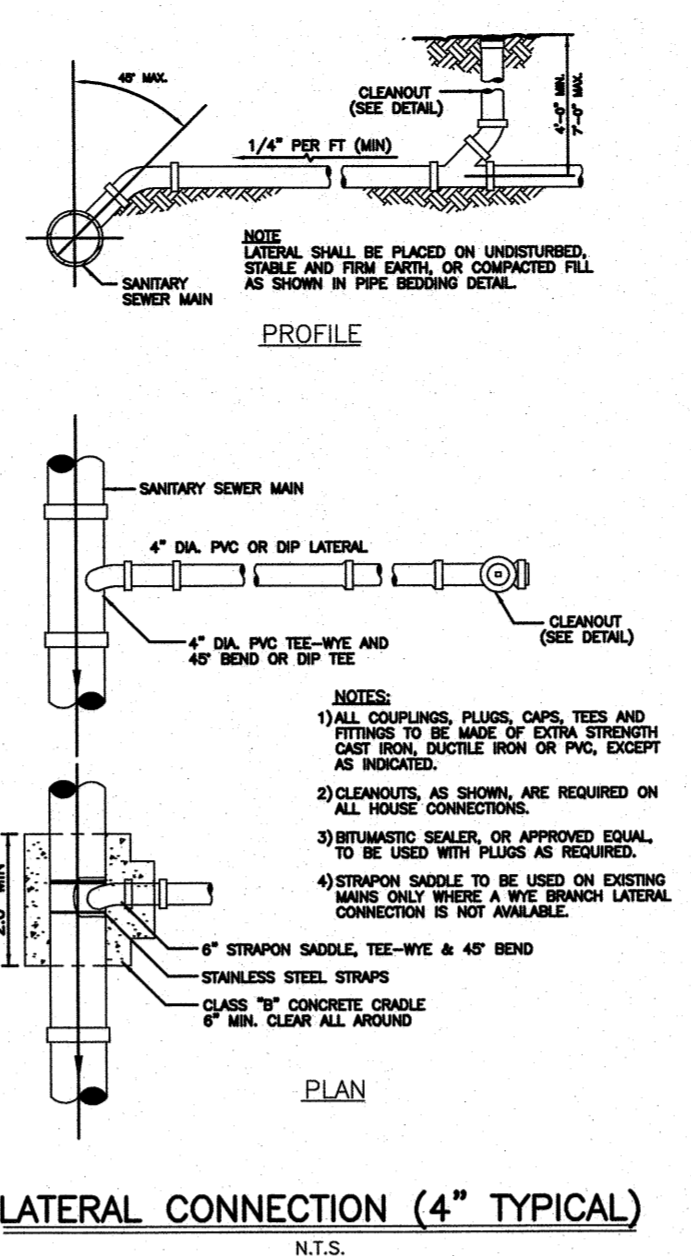 45° MAX.
CLEANOUT
(SEE DETAIL)
4'-0" MIN.
7'-0" MAX.
1/4" PER FT (MIN)
NOTE
LATERAL SHALL BE PLACED ON UNDISTURBED,
STABLE AND FIRM EARTH, OR COMPACTED FILL
AS SHOWN IN PIPE BEDDING DETAIL.
SANITARY
SEWER MAIN
PROFILE
SANITARY SEWER MAIN
4" DIA. PVC OR DIP LATERAL
CLEANOUT
(SEE DETAIL)
4" DIA. PVC TEE-WYE AND
45° BEND OR DIP TEE
NOTES:
1) ALL COUPLINGS, PLUGS, CAPS, TEES AND
FITTINGS TO BE MADE OF EXTRA STRENGTH
CAST IRON, DUCTILE IRON OR PVC, EXCEPT
AS INDICATED.
2) CLEANOUTS, AS SHOWN, ARE REQUIRED ON
ALL HOUSE CONNECTIONS.
3) BITUMASTIC SEALER, OR APPROVED EQUAL,
TO BE USED WITH PLUGS AS REQUIRED.
4) STRAPON SADDLE TO BE USED ON EXISTING
MAINS ONLY WHERE A WYE BRANCH LATERAL
CONNECTION IS NOT AVAILABLE.
MIN
6" STRAPON SADDLE, TEE-WYE & 45° BEND
STAINLESS STEEL STRAPS
CLASS "B" CONCRETE CRADLE
6" MIN. CLEAR ALL AROUND
PLAN
LATERAL CONNECTION (4" TYPICAL)
N.T.S.